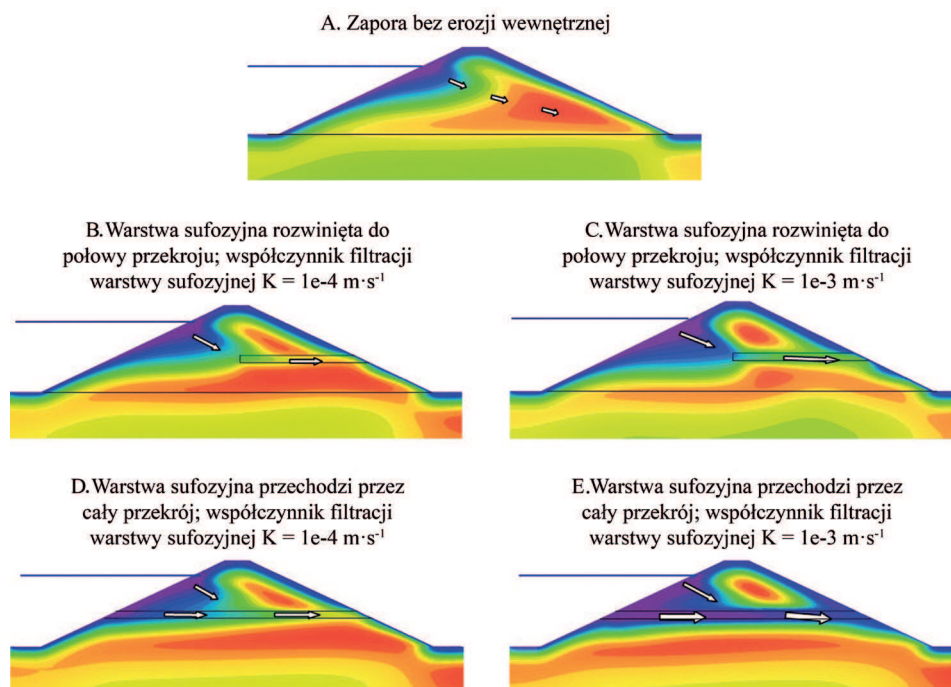 A. Zapora bez erozji wewnętrznej
B.Warstwa sufozyjna rozwinięta do
połowy przekroju; współczynnik filtracji
warstwy sufozyjnej K = 1e-4 m·s⁻¹
C.Warstwa sufozyjna rozwinięta do
połowy przekroju; współczynnik filtracji
warstwy sufozyjnej K = 1e-3 m·s⁻¹
D.Warstwa sufozyjna przechodzi przez
cały przekrój; współczynnik filtracji
warstwy sufozyjnej K = 1e-4 m·s⁻¹
E.Warstwa sufozyjna przechodzi przez
cały przekrój; współczynnik filtracji
warstwy sufozyjnej K = 1e-3 m·s⁻¹